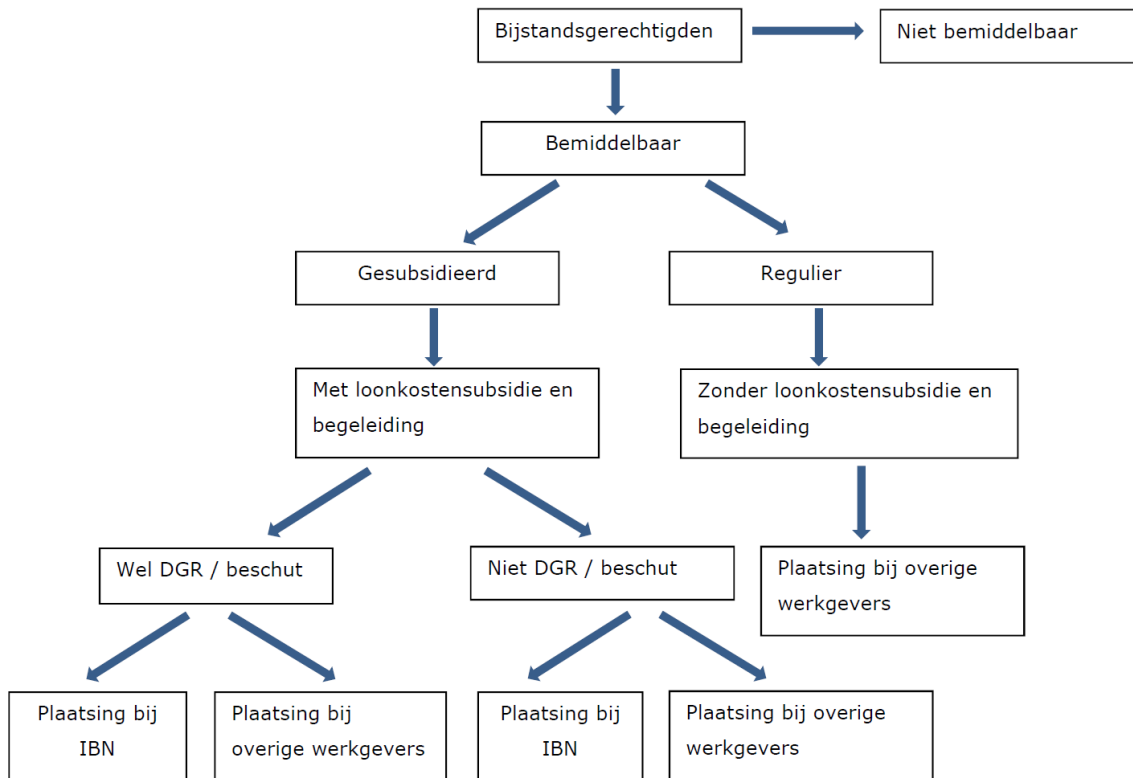 Bijstandsgerechtigden
Niet bemiddelbaar
Bemiddelbaar
Gesubsidieerd
Regulier
Met loonkostensubsidie en
begeleiding
Zonder loonkostensubsidie en
begeleiding
Wel DGR / beschut
Niet DGR / beschut
Plaatsing bij overige
werkgevers
Plaatsing bij
IBN
Plaatsing bij
overige werkgevers
Plaatsing bij
IBN
Plaatsing bij overige
werkgevers